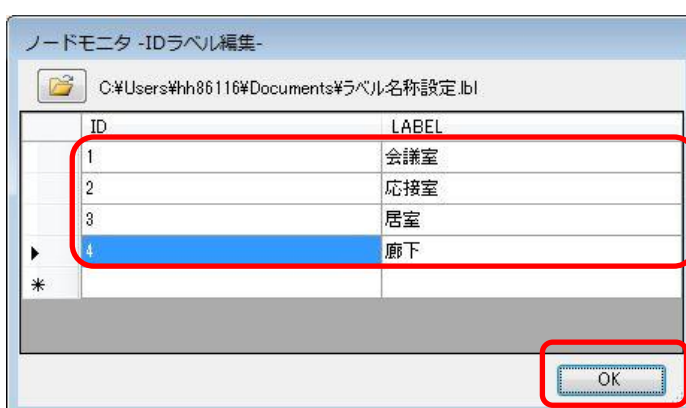 ノードモニタ -IDラベル編集-
C:¥Users¥hh86116¥Documents¥ラベル名称設定.lbl
ID LABEL
1 会議室
2 応接室
3 居室
4 廊下
OK